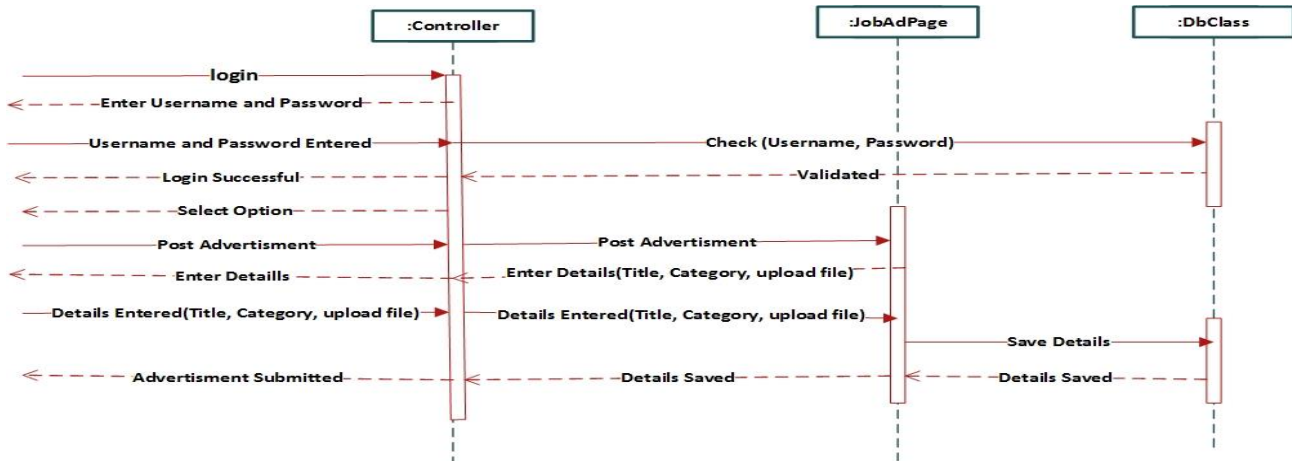 :Controller
:JobAdPage
:DbClass
login
Enter Username and Password
Username and Password Entered
Check (Username, Password)
Login Successful
Validated
Select Option
Post Advertisment
Post Advertisment
Enter Detaills
Enter Details(Title, Category, upload file)
Details Entered(Title, Category, upload file)
Details Entered(Title, Category, upload file)
Save Details
Advertisment Submitted
Details Saved
Details Saved